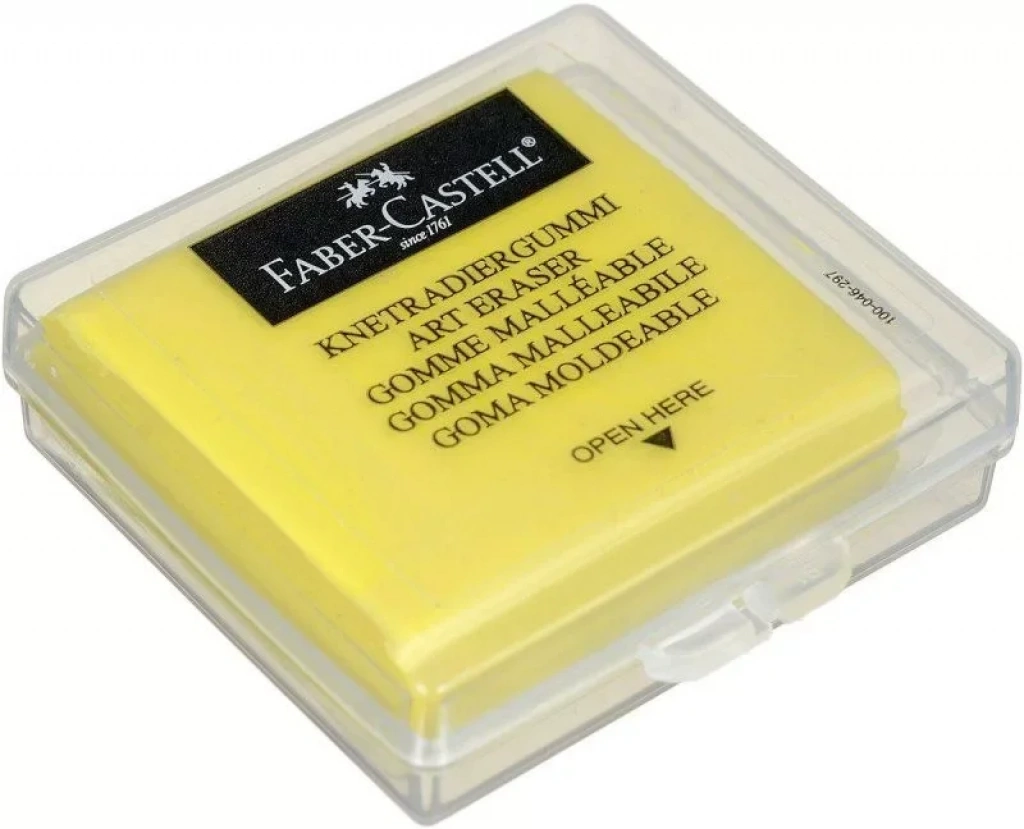 FABER-CASTELL®
since 1761
KNETRADIERGUMMI
ART ERASER
GOMME MALLÉABLE
GOMMA MALLEABILE
GOMA MOLDEABLE
OPEN HERE
100-046-297